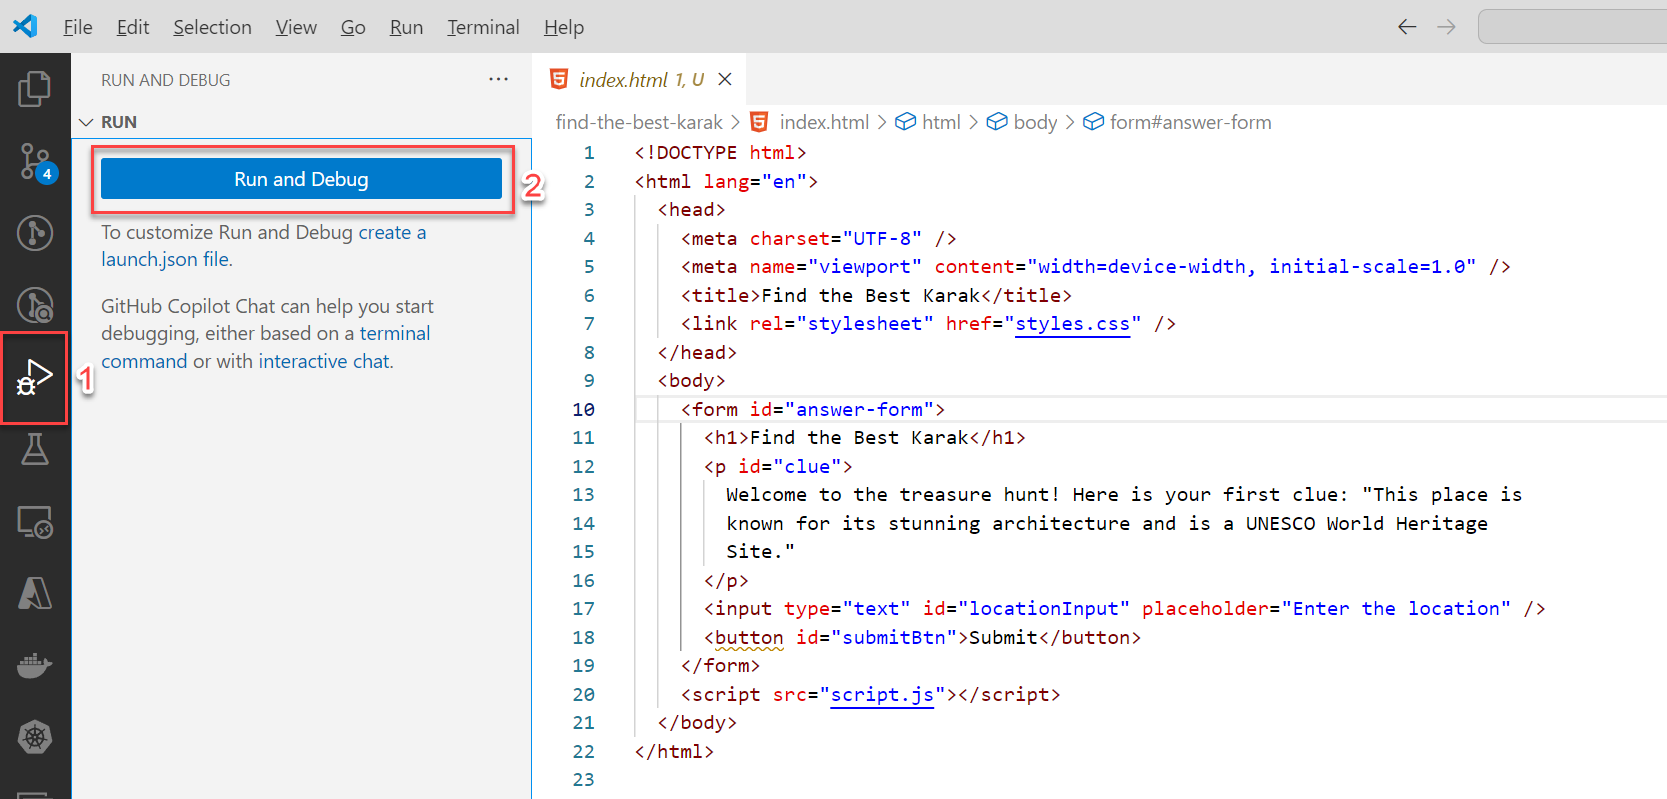 File Edit Selection View Go Run Terminal Help
RUN AND DEBUG ···
RUN
Run and Debug
2
To customize Run and Debug create a
launch.json file.
GitHub Copilot Chat can help you start
debugging, either based on a terminal
command or with interactive chat.
4
1
index.html 1, U
find-the-best-karak > index.html > html > body > form#answer-form
1 <!DOCTYPE html>
2 <html lang="en">
3 <head>
4 <meta charset="UTF-8" />
5 <meta name="viewport" content="width=device-width, initial-scale=1.0" />
6 <title>Find the Best Karak</title>
7 <link rel="stylesheet" href="styles.css" />
8 </head>
9 <body>
10 <form id="answer-form">
11 <h1>Find the Best Karak</h1>
12 <p id="clue">
13 Welcome to the treasure hunt! Here is your first clue: "This place is
14 known for its stunning architecture and is a UNESCO World Heritage
15 Site."
16 </p>
17 <input type="text" id="locationInput" placeholder="Enter the location" />
18 <button id="submitBtn">Submit</button>
19 </form>
20 <script src="script.js"></script>
21 </body>
22 </html>
23